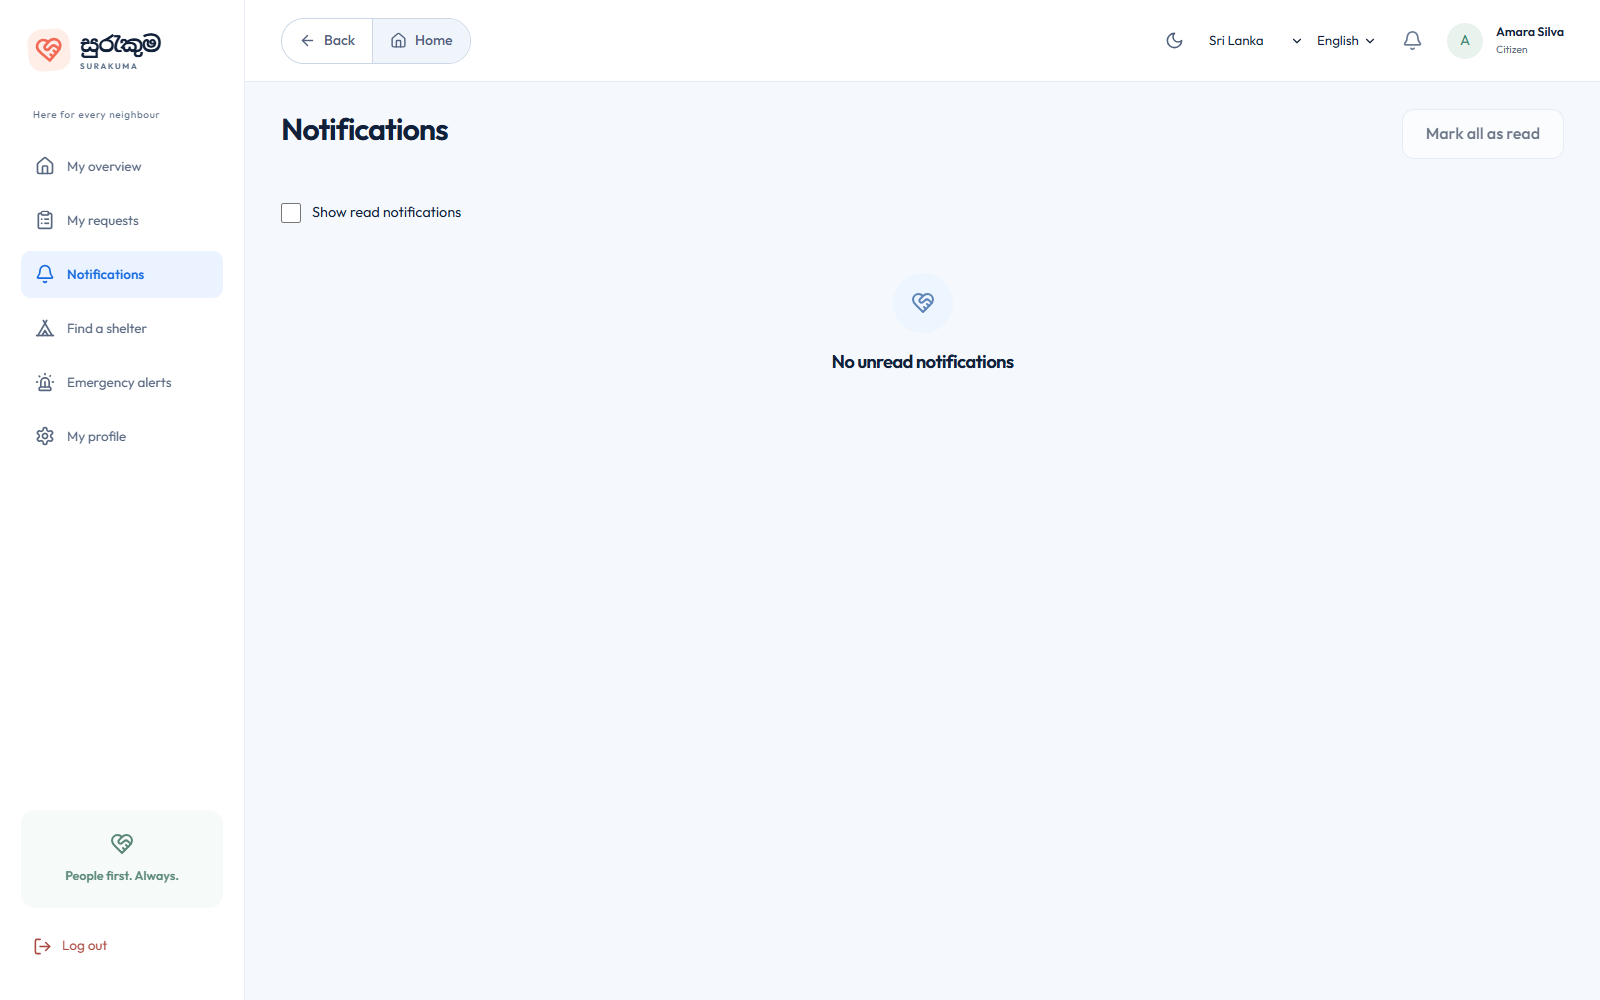 සුරැකුම
SURAKUMA
Here for every neighbour
My overview
My requests
Notifications
Find a shelter
Emergency alerts
My profile
People first. Always.
Log out
Back
Home
Sri Lanka
English
A
Amara Silva
Citizen
Notifications
Mark all as read
Show read notifications
No unread notifications